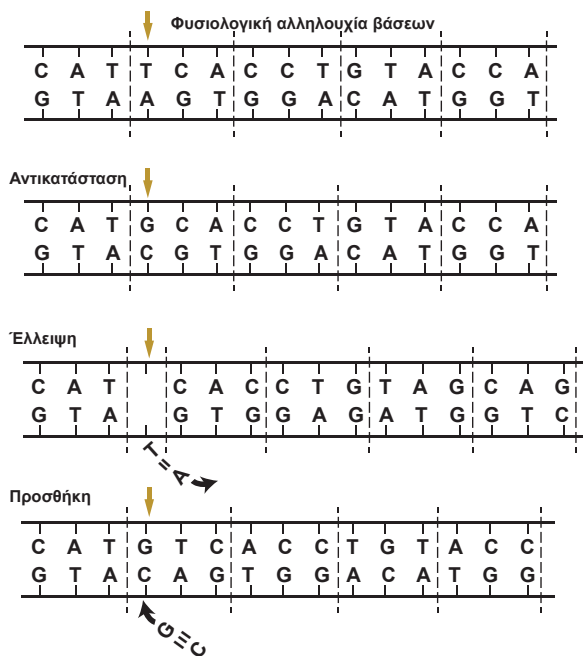 Φυσιολογική αλληλουχία βάσεων
C A T T C A C C T G T A C C A
G T A A G T G G A C A T G G T
Αντικατάσταση
C A T G C A C C T G T A C C A
G T A C G T G G A C A T G G T
Έλλειψη
C A T C A C C T G T A G C A G
G T A G T G G A G A T G G T C
T=A
Προσθήκη
C A T G T C A C C T G T A C C
G T A C A G T G G A C A T G G
G≡C